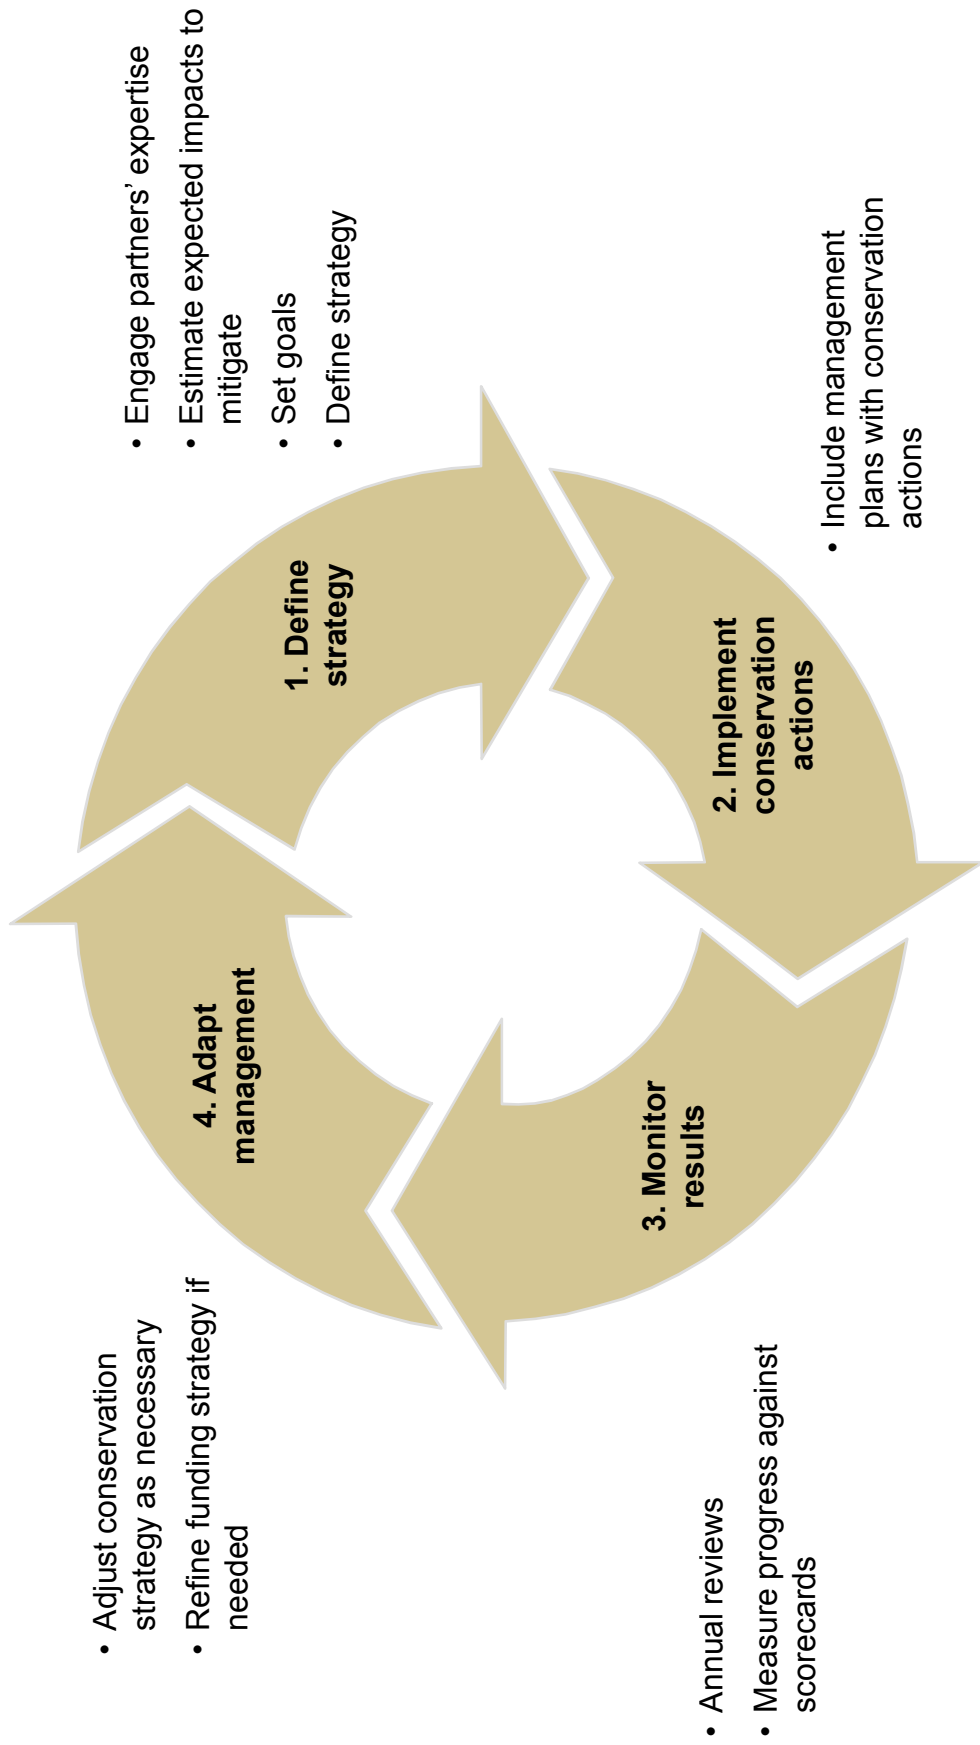 • Adjust conservation
strategy as necessary
• Refine funding strategy if
needed
4. Adapt
management
1. Define
strategy
• Engage partners’ expertise
• Estimate expected impacts to
mitigate
• Set goals
• Define strategy
• Annual reviews
• Measure progress against
scorecards
3. Monitor
results
2. Implement
conservation
actions
• Include management
plans with conservation
actions